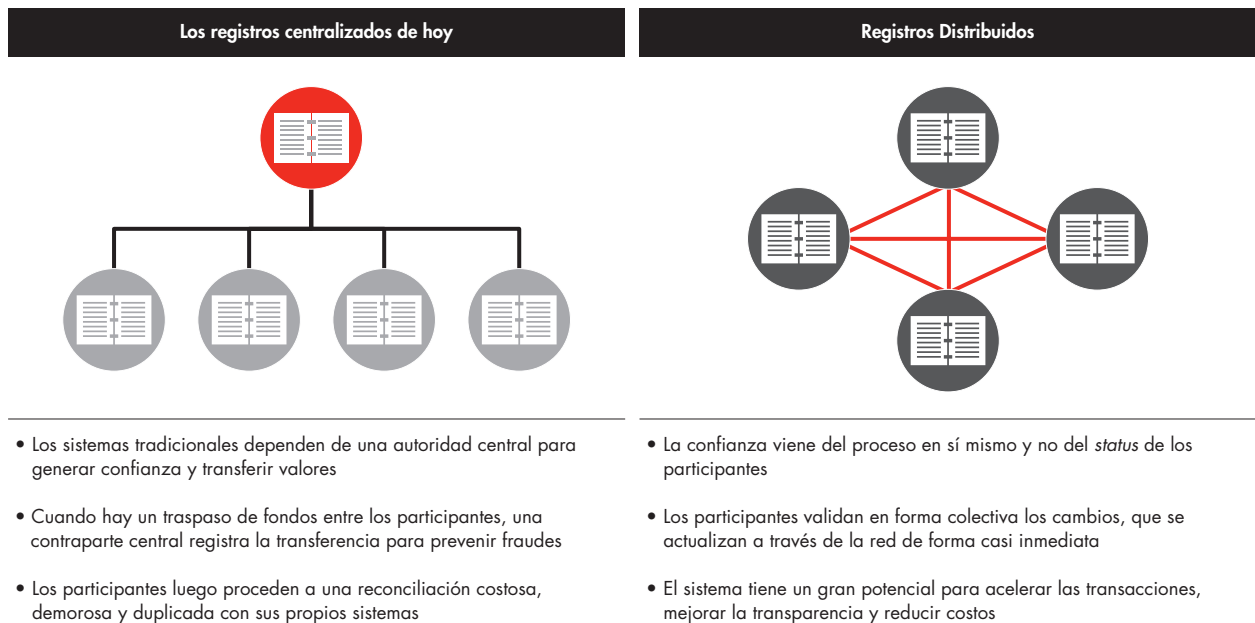 Los registros centralizados de hoy
• Los sistemas tradicionales dependen de una autoridad central para
generar confianza y transferir valores
• Cuando hay un traspaso de fondos entre los participantes, una
contraparte central registra la transferencia para prevenir fraudes
• Los participantes luego proceden a una reconciliación costosa,
demorosa y duplicada con sus propios sistemas
Registros Distribuidos
• La confianza viene del proceso en sí mismo y no del status de los
participantes
• Los participantes validan en forma colectiva los cambios, que se
actualizan a través de la red de forma casi inmediata
• El sistema tiene un gran potencial para acelerar las transacciones,
mejorar la transparencia y reducir costos